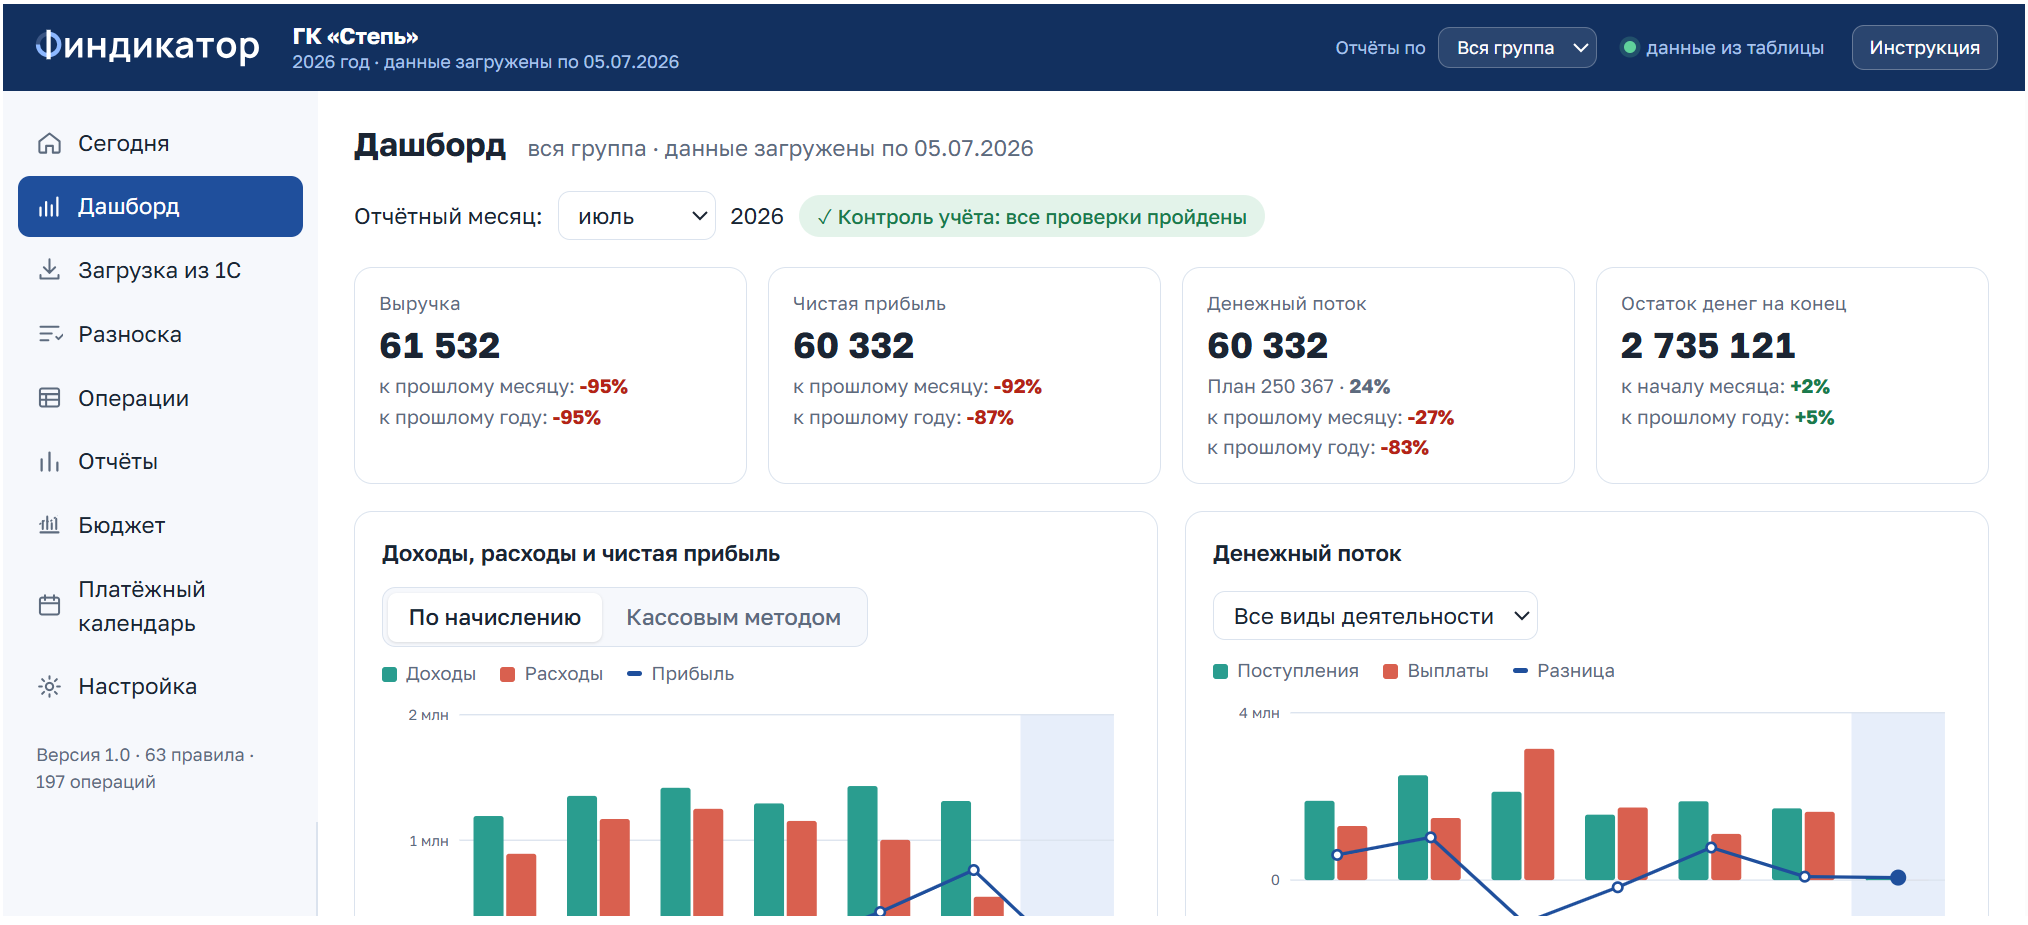 Финдикатор
ГК «Степь»
2026 год · данные загружены по 05.07.2026
Отчёты по
Вся группа
данные из таблицы
Инструкция
Сегодня
Дашборд
Загрузка из 1С
Разноска
Операции
Отчёты
Бюджет
Платёжный
календарь
Настройка
Версия 1.0 · 63 правила ·
197 операций
Дашборд вся группа · данные загружены по 05.07.2026
Отчётный месяц: июль 2026 ✓ Контроль учёта: все проверки пройдены
Выручка
61 532
к прошлому месяцу: -95%
к прошлому году: -95%
Чистая прибыль
60 332
к прошлому месяцу: -92%
к прошлому году: -87%
Денежный поток
60 332
План 250 367 · 24%
к прошлому месяцу: -27%
к прошлому году: -83%
Остаток денег на конец
2 735 121
к началу месяца: +2%
к прошлому году: +5%
Доходы, расходы и чистая прибыль
По начислению Кассовым методом
Доходы Расходы Прибыль
2 млн
1 млн
Денежный поток
Все виды деятельности
Поступления Выплаты Разница
4 млн
0